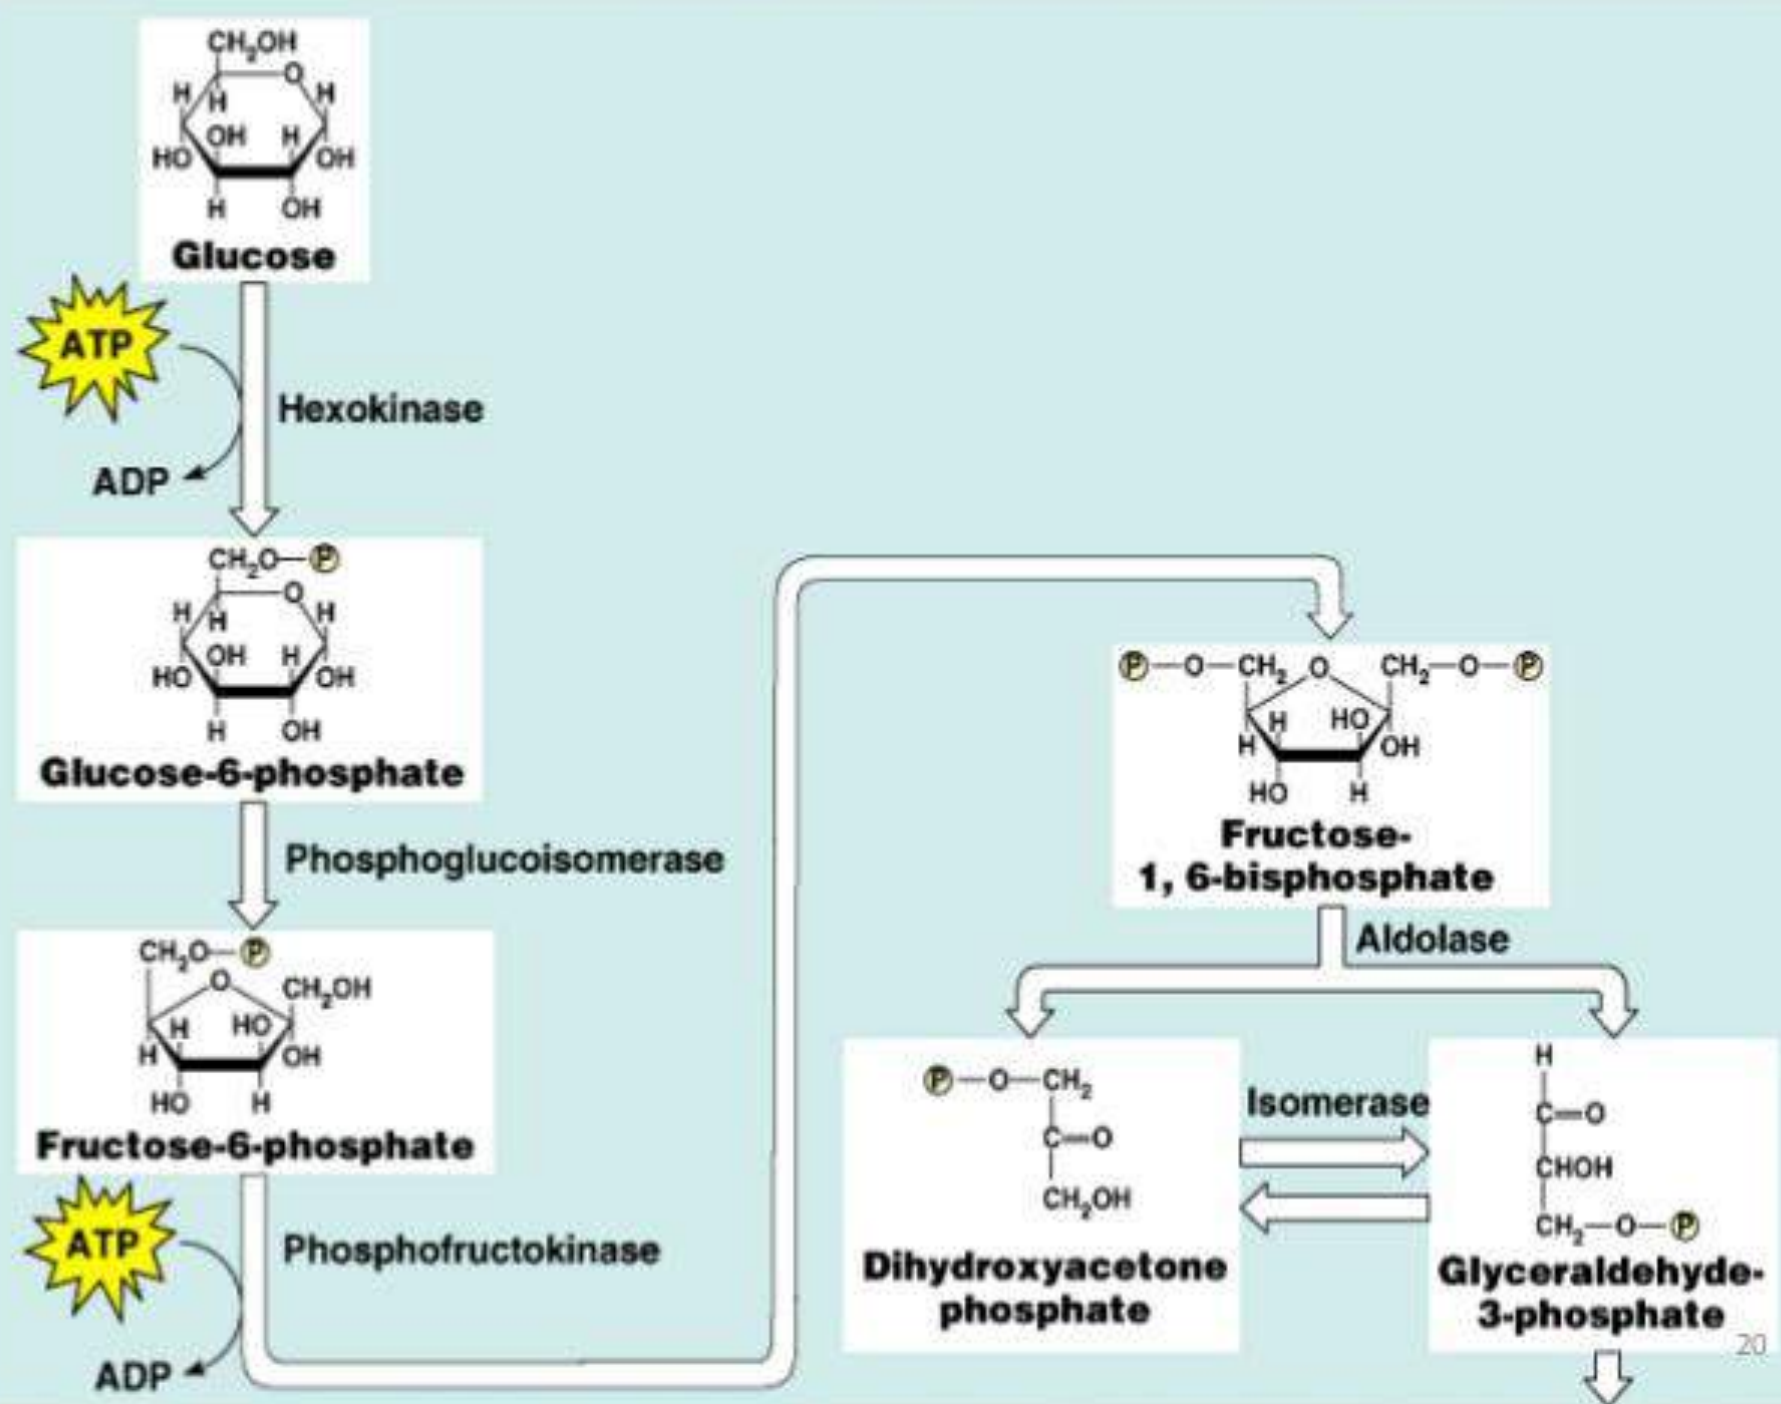 CH₂OH
O
H
H
H
OH
H
HO
OH
H
OH
Glucose
ATP
Hexokinase
ADP
CH₂O—P
O
H
H
H
OH
H
HO
OH
H
OH
Glucose-6-phosphate
Phosphoglucoisomerase
CH₂O—P
O
CH₂OH
H
HO
H
OH
HO
H
Fructose-6-phosphate
ATP
Phosphofructokinase
ADP
P—O—CH₂ O CH₂—O—P
H
HO
H
OH
HO
H
Fructose-
1, 6-bisphosphate
Aldolase
P—O—CH₂
C=O
CH₂OH
Dihydroxyacetone
phosphate
Isomerase
H
C=O
CHOH
CH₂—O—P
Glyceraldehyde-
3-phosphate
20